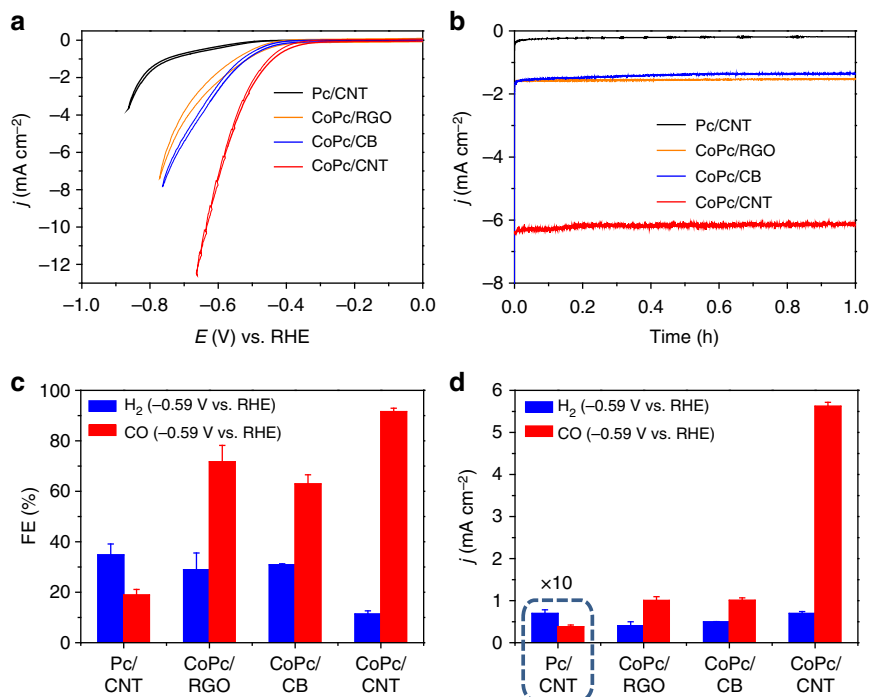 a
0
−2
−4
−6
−8
−10
−12
j (mA cm⁻²)
Pc/CNT
CoPc/RGO
CoPc/CB
CoPc/CNT
−1.0
−0.8
−0.6
−0.4
−0.2
0.0
E (V) vs. RHE
b
0
−2
−4
−6
−8
j (mA cm⁻²)
Pc/CNT
CoPc/RGO
CoPc/CB
CoPc/CNT
0.0
0.2
0.4
0.6
0.8
1.0
Time (h)
c
100
80
60
40
20
0
FE (%)
H₂ (−0.59 V vs. RHE)
CO (−0.59 V vs. RHE)
Pc/
CNT
CoPc/
RGO
CoPc/
CB
CoPc/
CNT
d
6
5
4
3
2
1
0
j (mA cm⁻²)
H₂ (−0.59 V vs. RHE)
CO (−0.59 V vs. RHE)
×10
Pc/
CNT
CoPc/
RGO
CoPc/
CB
CoPc/
CNT